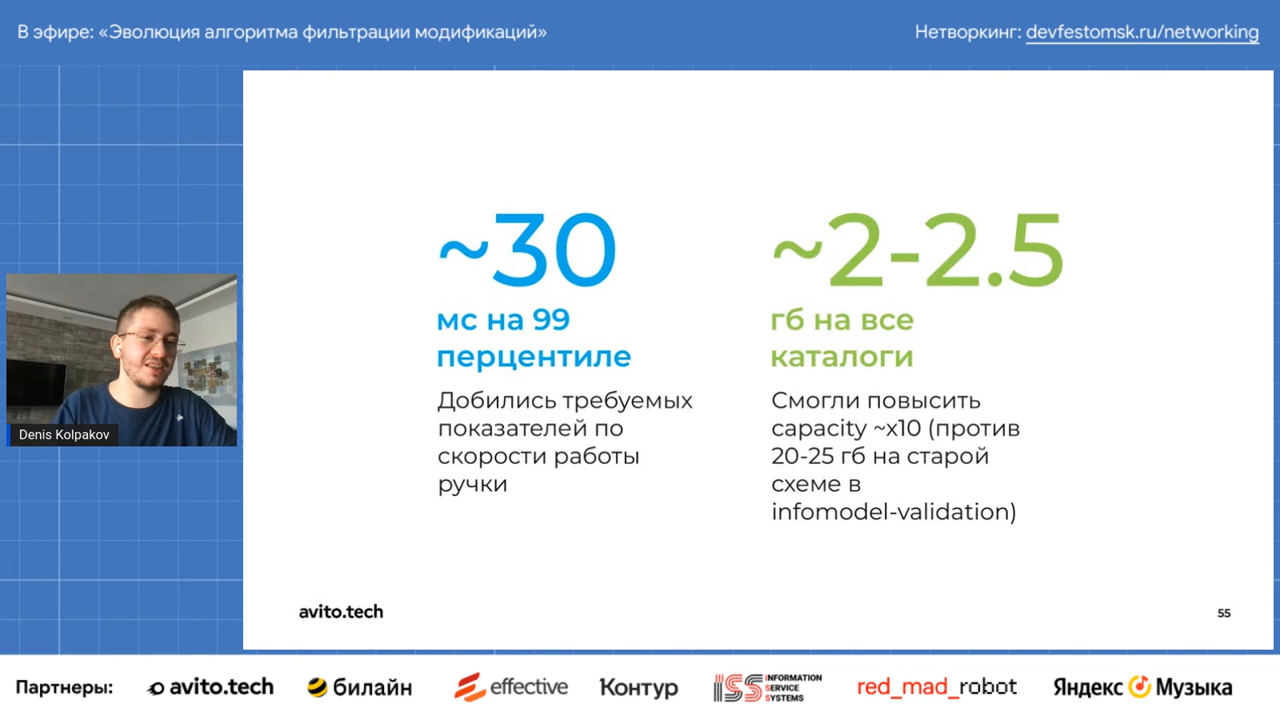 В эфире: «Эволюция алгоритма фильтрации модификаций»
Нетворкинг: devfestomsk.ru/networking
~30
мс на 99
перцентиле
Добились требуемых
показателей по
скорости работы
ручки
~2-2.5
гб на все
каталоги
Смогли повысить
capacity ~x10 (против
20-25 гб на старой
схеме в
infomodel-validation)
Denis Kolpakov
avito.tech
55
Партнеры:
avito.tech
билайн
effective
Контур
ISS INFORMATION
SERVICE
SYSTEMS
red_mad_robot
Яндекс Музыка